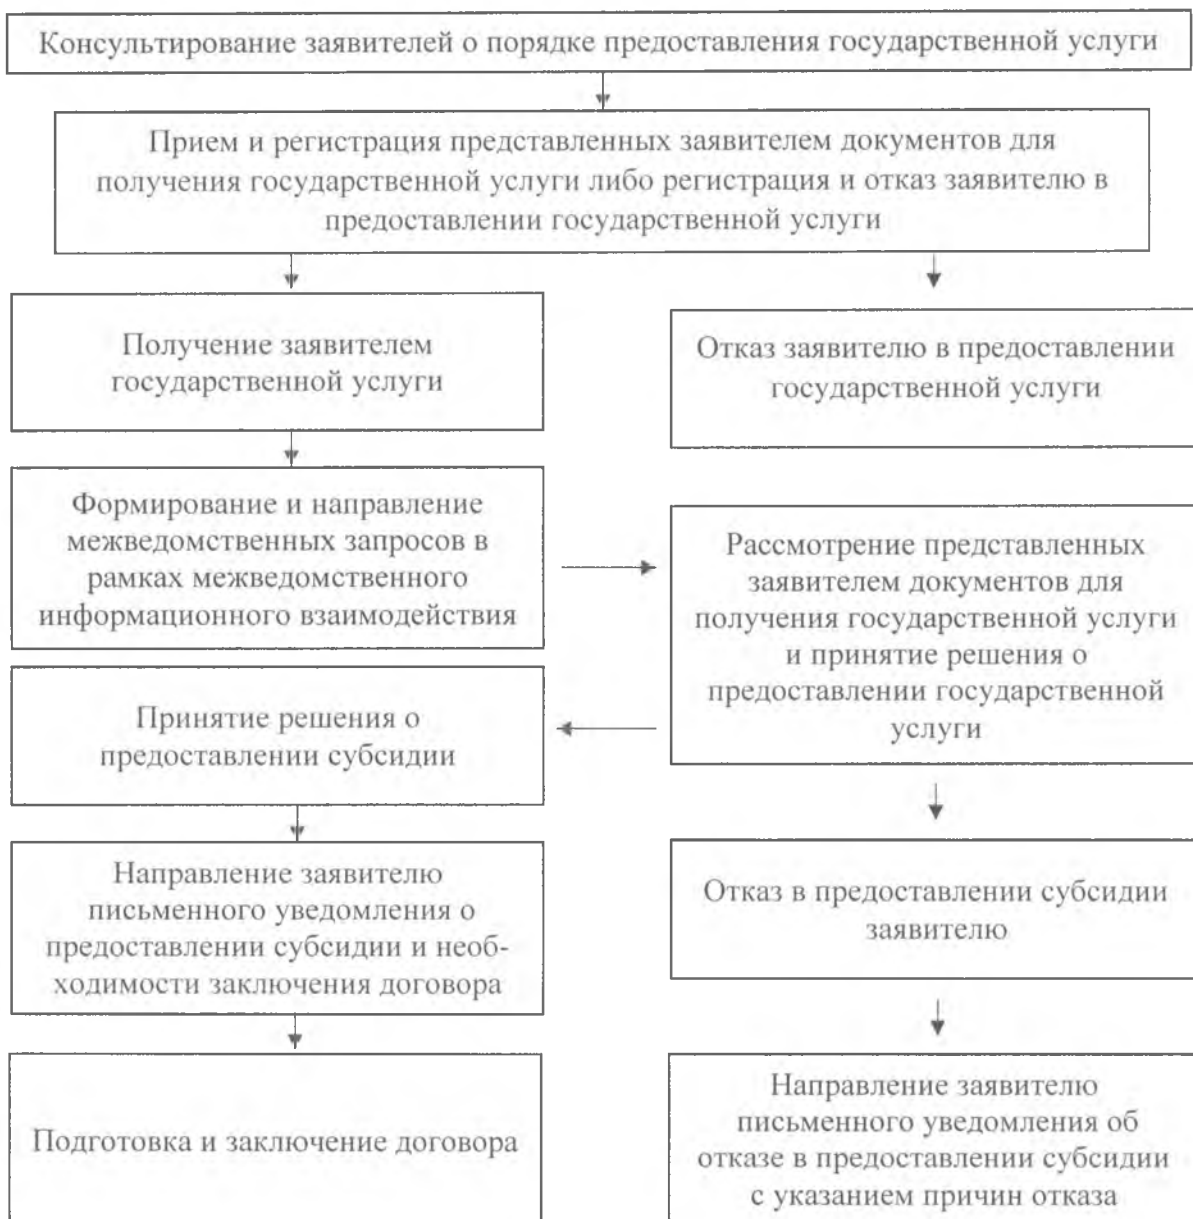 Консультирование заявителей о порядке предоставления государственной услуги
Прием и регистрация представленных заявителем документов для
получения государственной услуги либо регистрация и отказ заявителю в
предоставлении государственной услуги
Получение заявителем
государственной услуги
Отказ заявителю в предоставлении
государственной услуги
Формирование и направление
межведомственных запросов в
рамках межведомственного
информационного взаимодействия
Рассмотрение представленных
заявителем документов для
получения государственной услуги
и принятие решения о
предоставлении государственной
услуги
Принятие решения о
предоставлении субсидии
Направление заявителю
письменного уведомления о
предоставлении субсидии и необ-
ходимости заключения договора
Отказ в предоставлении субсидии
заявителю
Подготовка и заключение договора
Направление заявителю
письменного уведомления об
отказе в предоставлении субсидии
с указанием причин отказа